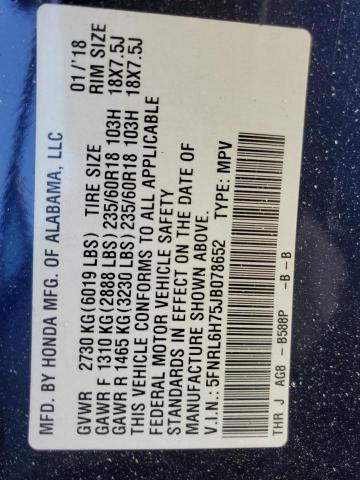 MFD. BY HONDA MFG. OF ALABAMA, LLC 01/'18
GVWR 2730 KG(6019 LBS) TIRE SIZE RIM SIZE
GAWR F 1310 KG(2888 LBS) 235/60R18 103H 18X7.5J
GAWR R 1465 KG(3230 LBS) 235/60R18 103H 18X7.5J
THIS VEHICLE CONFORMS TO ALL APPLICABLE
FEDERAL MOTOR VEHICLE SAFETY
STANDARDS IN EFFECT ON THE DATE OF
MANUFACTURE SHOWN ABOVE.
V.I.N.: 5FNRL6H75JB078652 TYPE: MPV
THR J AG8 - B588P -B -B